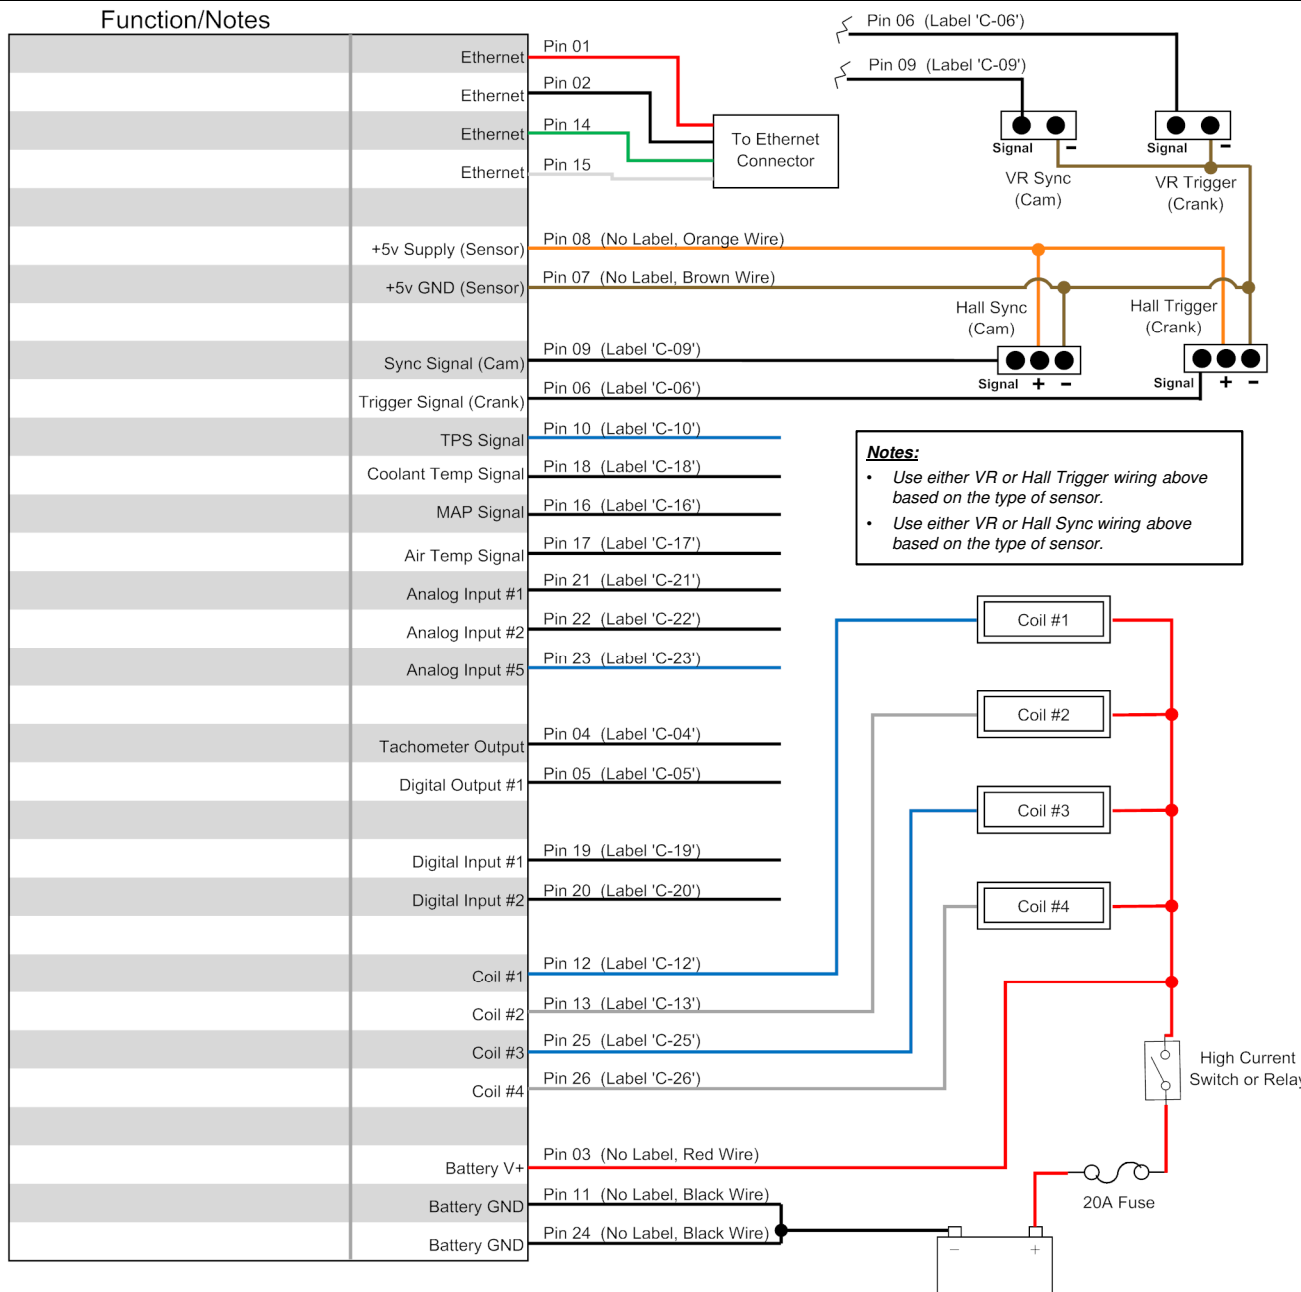 Function/Notes
Ethernet
Pin 01
Ethernet
Pin 02
Ethernet
Pin 14
Ethernet
Pin 15
To Ethernet
Connector
Pin 06 (Label 'C-06')
Pin 09 (Label 'C-09')
Signal
-
Signal
-
VR Sync
(Cam)
VR Trigger
(Crank)
+5v Supply (Sensor)
Pin 08 (No Label, Orange Wire)
+5v GND (Sensor)
Pin 07 (No Label, Brown Wire)
Hall Sync
(Cam)
Hall Trigger
(Crank)
Sync Signal (Cam)
Pin 09 (Label 'C-09')
Signal + -
Signal + -
Trigger Signal (Crank)
Pin 06 (Label 'C-06')
TPS Signal
Pin 10 (Label 'C-10')
Coolant Temp Signal
Pin 18 (Label 'C-18')
MAP Signal
Pin 16 (Label 'C-16')
Air Temp Signal
Pin 17 (Label 'C-17')
Analog Input #1
Pin 21 (Label 'C-21')
Analog Input #2
Pin 22 (Label 'C-22')
Analog Input #5
Pin 23 (Label 'C-23')
Notes:
• Use either VR or Hall Trigger wiring above
based on the type of sensor.
• Use either VR or Hall Sync wiring above
based on the type of sensor.
Tachometer Output
Pin 04 (Label 'C-04')
Digital Output #1
Pin 05 (Label 'C-05')
Digital Input #1
Pin 19 (Label 'C-19')
Digital Input #2
Pin 20 (Label 'C-20')
Coil #1
Coil #2
Coil #3
Coil #4
Coil #1
Pin 12 (Label 'C-12')
Coil #2
Pin 13 (Label 'C-13')
Coil #3
Pin 25 (Label 'C-25')
Coil #4
Pin 26 (Label 'C-26')
High Current
Switch or Relay
Battery V+
Pin 03 (No Label, Red Wire)
Battery GND
Pin 11 (No Label, Black Wire)
Battery GND
Pin 24 (No Label, Black Wire)
20A Fuse
- +